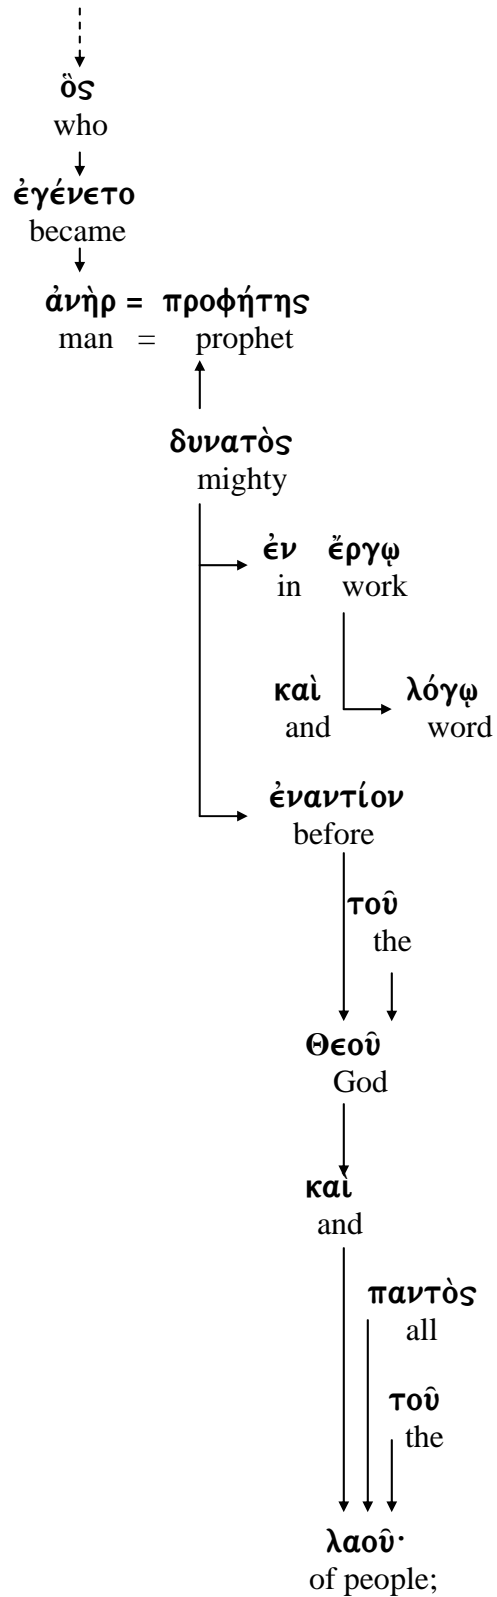 ὃς
who
ἐγένετο
became
ἀνὴρ = προφήτης
man = prophet
δυνατὸς
mighty
ἐν ἔργῳ
in work
καὶ λόγῳ
and word
ἐναντίον
before
τοῦ
the
Θεοῦ
God
καὶ
and
παντὸς
all
τοῦ
the
λαοῦ·
of people;